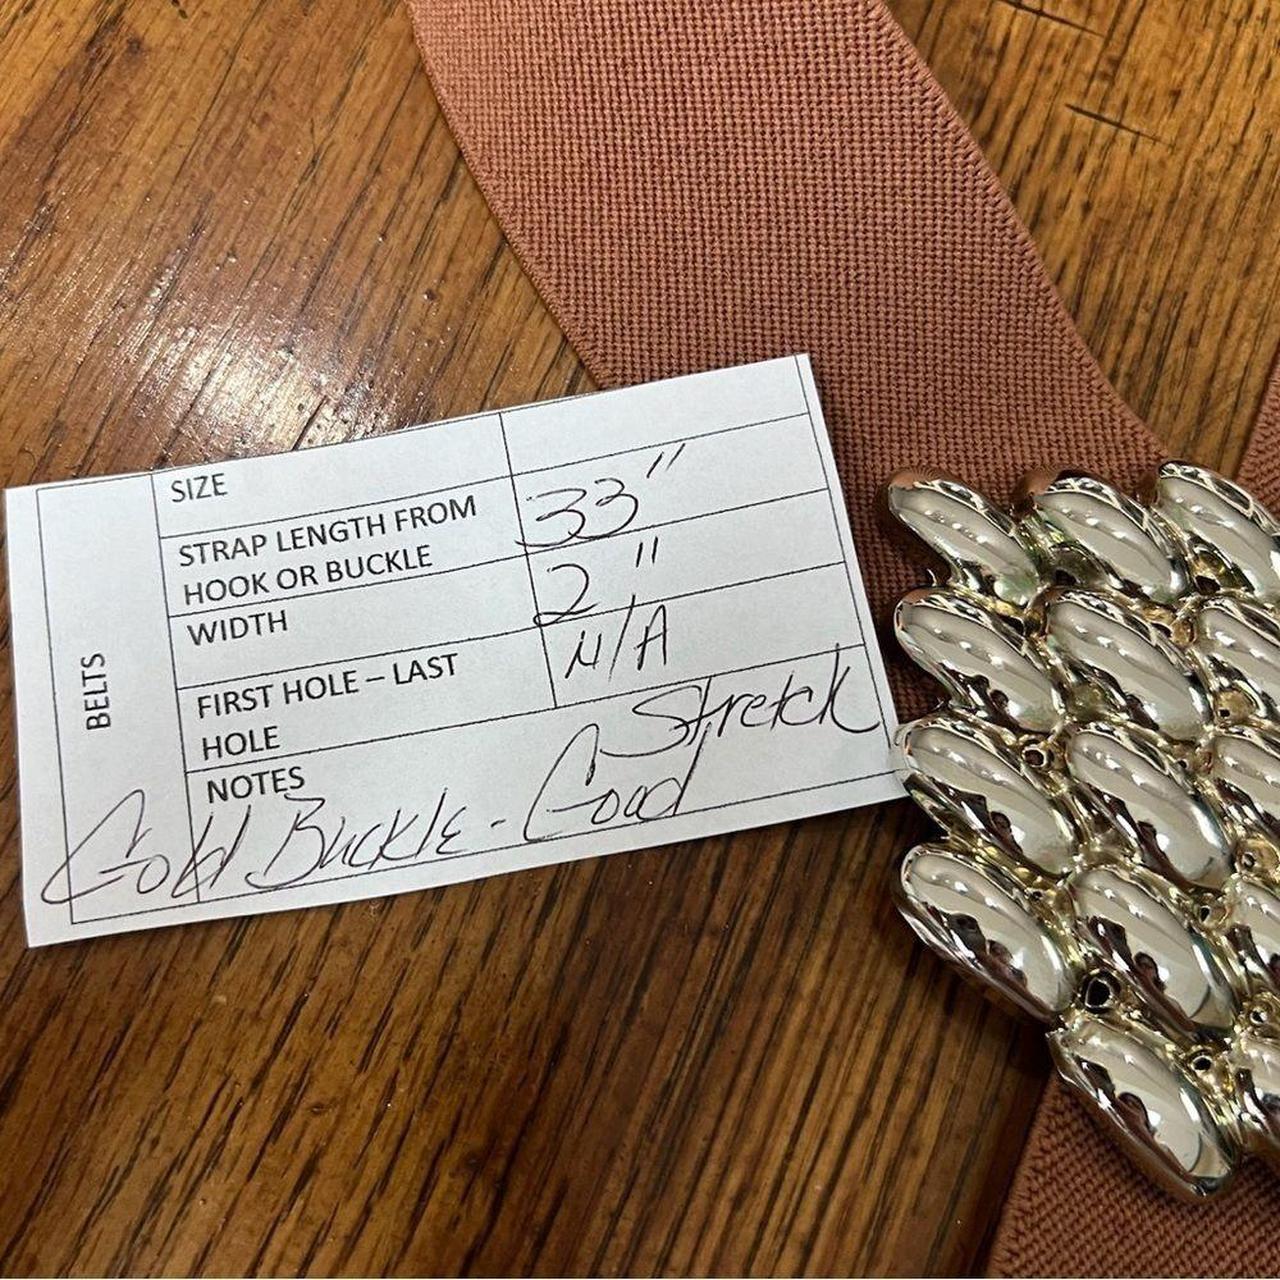 BELTS
SIZE
STRAP LENGTH FROM
HOOK OR BUCKLE
33"
WIDTH
2"
FIRST HOLE – LAST
HOLE
N/A
NOTES
Gold Buckle - Good Stretch